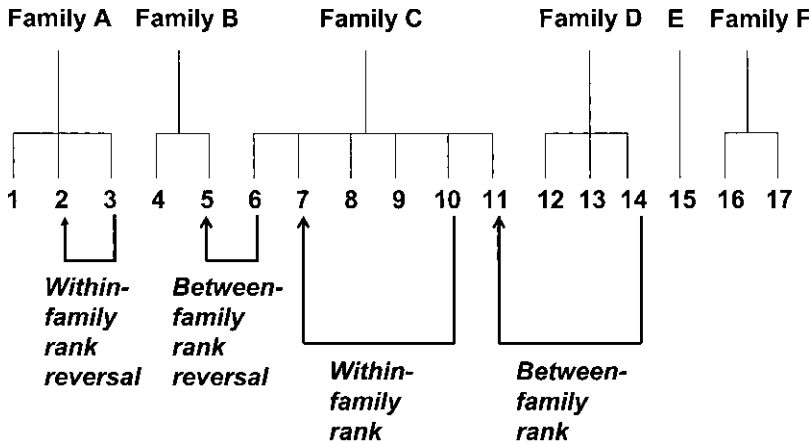 Family A Family B Family C Family D E Family F
1 2 3 4 5 6 7 8 9 10 11 12 13 14 15 16 17
Within-
family
rank
reversal
Between-
family
rank
reversal
Within-
family
rank
Between-
family
rank